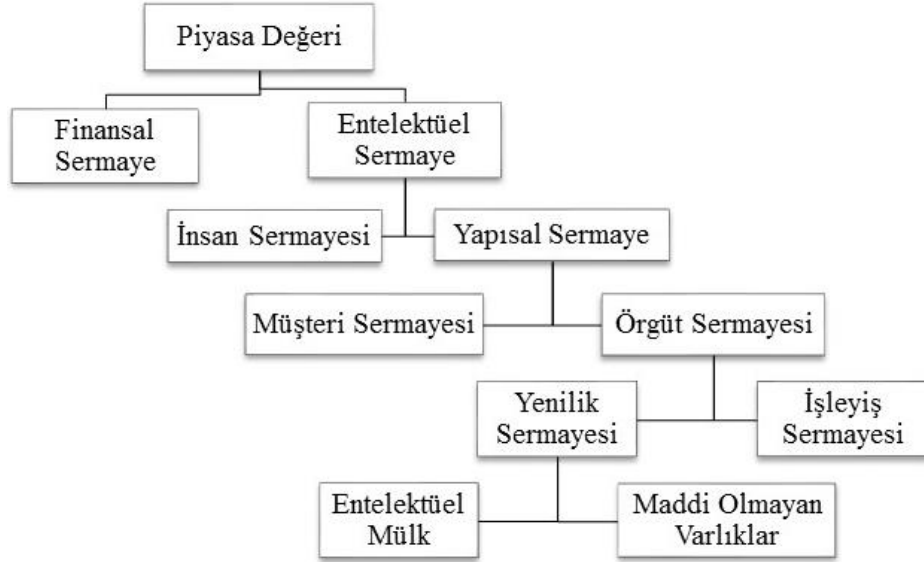 Piyasa Değeri
Finansal
Sermaye
Entelektüel
Sermaye
İnsan Sermayesi
Yapısal Sermaye
Müşteri Sermayesi
Örgüt Sermayesi
Yenilik
Sermayesi
İşleyiş
Sermayesi
Entelektüel
Mülk
Maddi Olmayan
Varlıklar